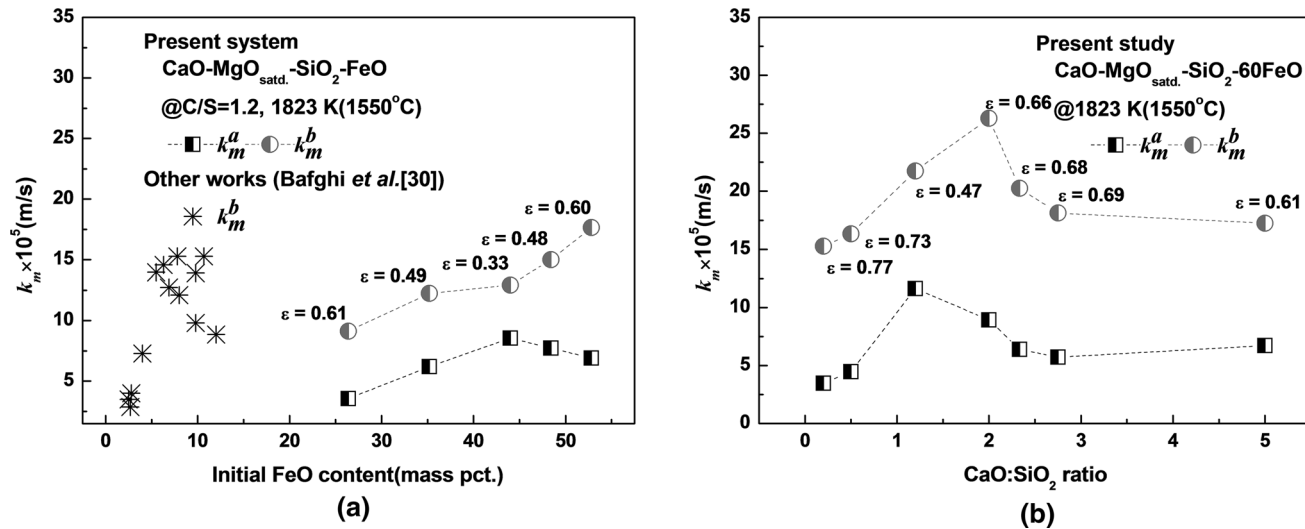 35
30
25
20
15
10
5
k_m×10^5(m/s)
Present system
CaO-MgO_satd.-SiO_2-FeO
@C/S=1.2, 1823 K(1550°C)
k_m^a k_m^b
Other works (Bafghi et al.[30])
k_m^b
ε = 0.61
ε = 0.49
ε = 0.33
ε = 0.48
ε = 0.60
0 10 20 30 40 50
Initial FeO content(mass pct.)
(a)
35
30
25
20
15
10
5
0
k_m×10^5(m/s)
Present study
CaO-MgO_satd.-SiO_2-60FeO
@1823 K(1550°C)
k_m^a k_m^b
ε = 0.77
ε = 0.73
ε = 0.47
ε = 0.66
ε = 0.68
ε = 0.69
ε = 0.61
0 1 2 3 4 5
CaO:SiO_2 ratio
(b)